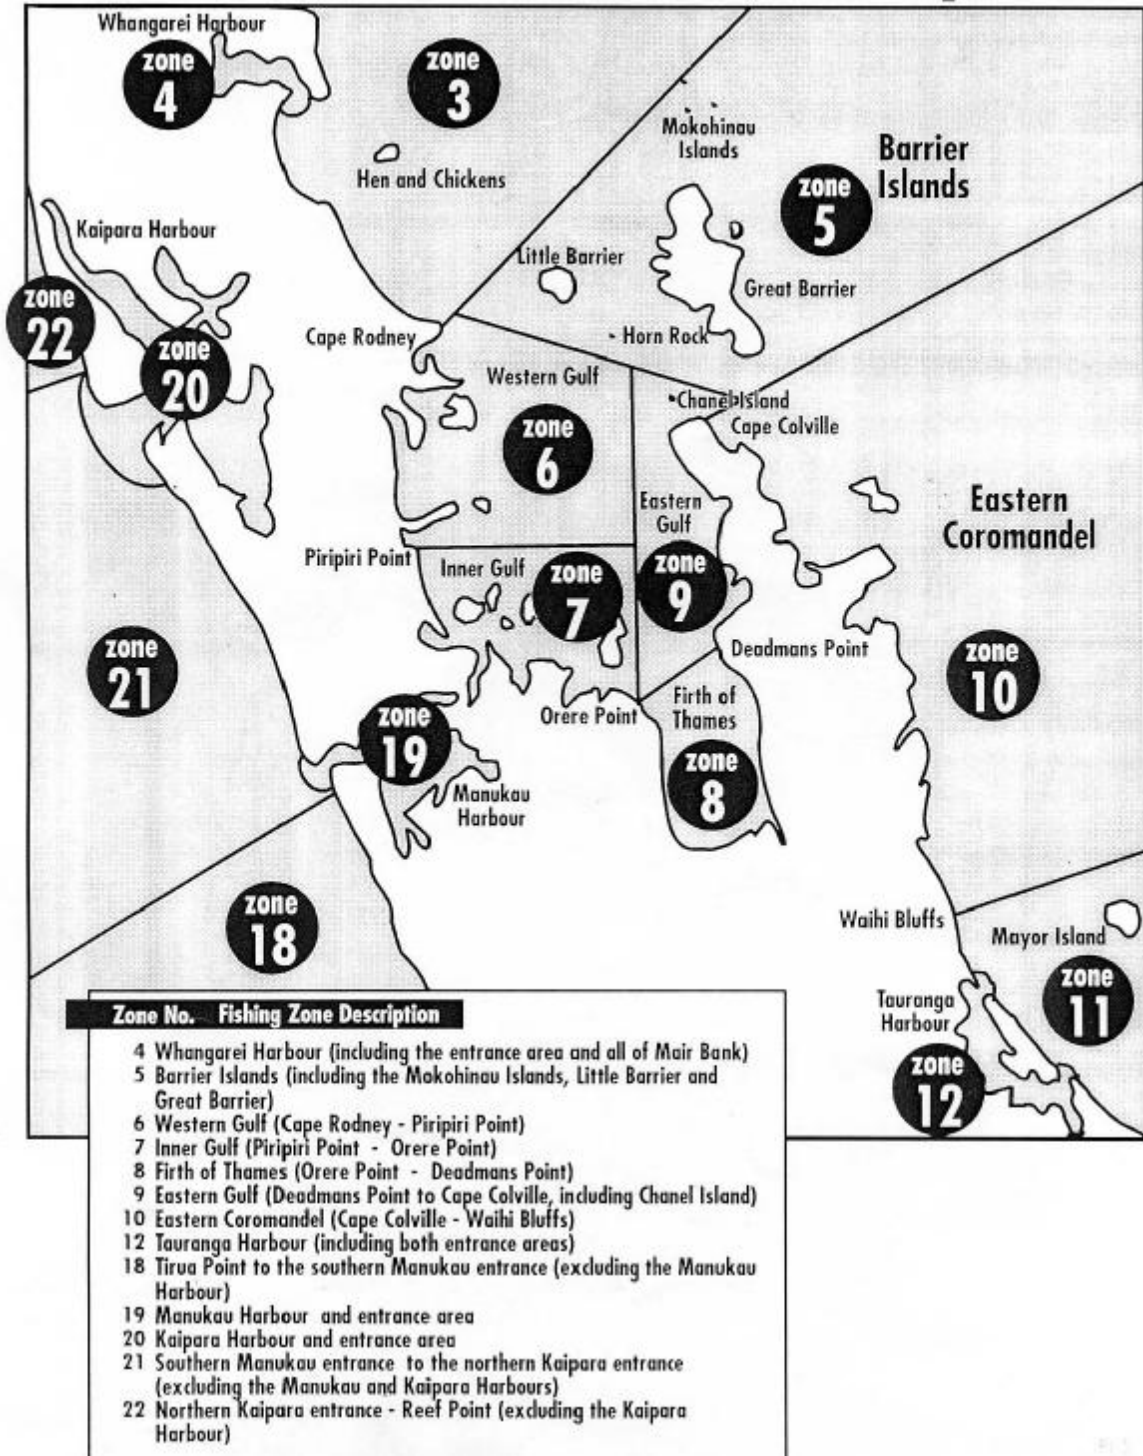 Whangarei Harbour
zone
4
zone
3
Mokohinau
Islands
Barrier
Islands
zone
5
Hen and Chickens
Kaipara Harbour
Little Barrier
Great Barrier
zone
22
zone
20
Cape Rodney
Horn Rock
Western Gulf
Chanel Island
Cape Colville
zone
6
Eastern
Gulf
Eastern
Coromandel
Piripiri Point
Inner Gulf
zone
7
zone
9
zone
21
Deadmans Point
zone
10
Orere Point
Firth of
Thames
zone
19
zone
8
Manukau
Harbour
zone
18
Waihi Bluffs
Mayor Island
zone
11
Tauranga
Harbour
zone
12
Zone No. Fishing Zone Description
4 Whangarei Harbour (including the entrance area and all of Mair Bank)
5 Barrier Islands (including the Mokohinau Islands, Little Barrier and
Great Barrier)
6 Western Gulf (Cape Rodney - Piripiri Point)
7 Inner Gulf (Piripiri Point - Orere Point)
8 Firth of Thames (Orere Point - Deadmans Point)
9 Eastern Gulf (Deadmans Point to Cape Colville, including Chanel Island)
10 Eastern Coromandel (Cape Colville - Waihi Bluffs)
12 Tauranga Harbour (including both entrance areas)
18 Tirua Point to the southern Manukau entrance (excluding the Manukau
Harbour)
19 Manukau Harbour and entrance area
20 Kaipara Harbour and entrance area
21 Southern Manukau entrance to the northern Kaipara entrance
(excluding the Manukau and Kaipara Harbours)
22 Northern Kaipara entrance - Reef Point (excluding the Kaipara
Harbour)